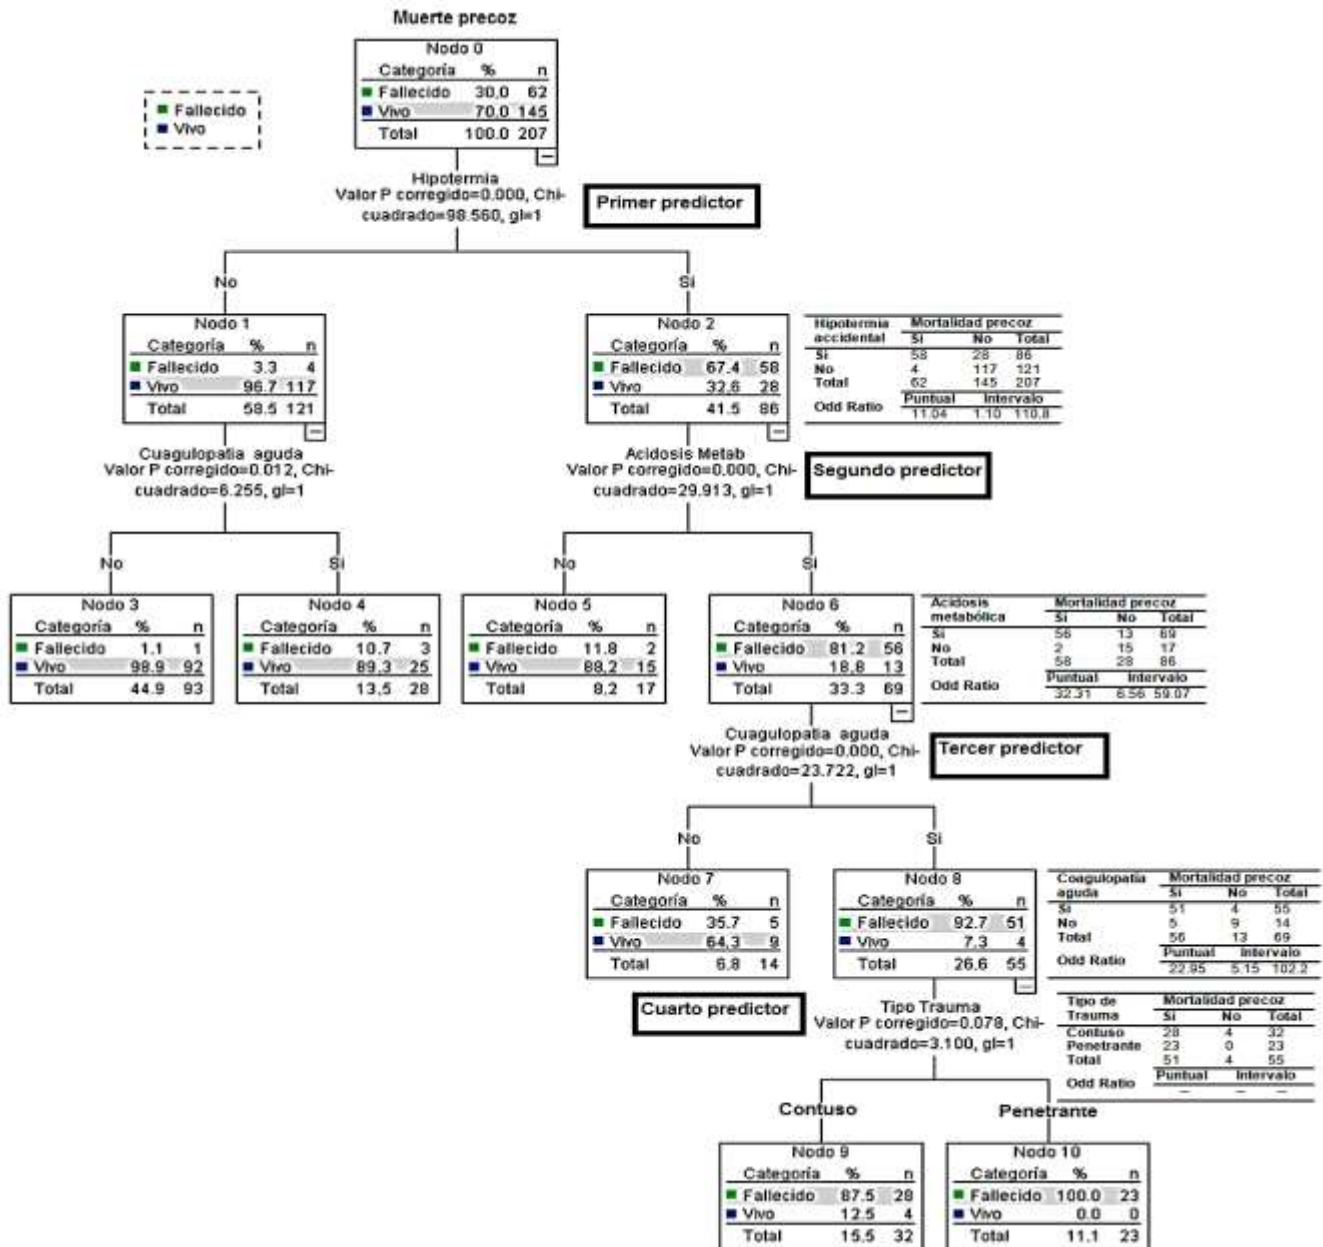 Muerte precoz
Nodo 0
Categoría % n
Fallecido 30,0 62
Vivo 70,0 145
Total 100.0 207
Fallecido
Vivo
Hipotermia
Valor P corregido=0.000, Chi-
cuadrado=98.560, gl=1
Primer predictor
No
Sí
Nodo 1
Categoría % n
Fallecido 3.3 4
Vivo 96.7 117
Total 58.5 121
Nodo 2
Categoría % n
Fallecido 67.4 58
Vivo 32,6 28
Total 41.5 86
Hipotermia accidental Mortalidad precoz
Si No Total
Si 58 28 86
No 4 117 121
Total 62 145 207
Odd Ratio Puntual Intervalo
11.04 1.10 110,8
Cuagulopatia aguda
Valor P corregido=0.012, Chi-
cuadrado=6.255, gl=1
Acidosis Metab
Valor P corregido=0.000, Chi-
cuadrado=29.913, gl=1
Segundo predictor
No
Sí
No
Sí
Nodo 3
Categoría % n
Fallecido 1.1 1
Vivo 98.9 92
Total 44.9 93
Nodo 4
Categoría % n
Fallecido 10.7 3
Vivo 89,3 25
Total 13,5 28
Nodo 5
Categoría % n
Fallecido 11.8 2
Vivo 88,2 15
Total 8,2 17
Nodo 6
Categoría % n
Fallecido 81.2 56
Vivo 18,8 13
Total 33.3 69
Acidosis metabólica Mortalidad precoz
Si No Total
Si 56 13 69
No 2 15 17
Total 58 28 86
Odd Ratio Puntual Intervalo
32.31 6.56 59.07
Cuagulopatia aguda
Valor P corregido=0.000, Chi-
cuadrado=23.722, gl=1
Tercer predictor
No
Sí
Nodo 7
Categoría % n
Fallecido 35.7 5
Vivo 64,3 9
Total 6,8 14
Nodo 8
Categoría % n
Fallecido 92.7 51
Vivo 7.3 4
Total 26.6 55
Coagulopatia aguda Mortalidad precoz
Si No Total
Si 51 4 55
No 5 9 14
Total 56 13 69
Odd Ratio Puntual Intervalo
22.95 5.15 102.2
Cuarto predictor
Tipo Trauma
Valor P corregido=0.078, Chi-
cuadrado=3.100, gl=1
Tipo de Trauma Mortalidad precoz
Si No Total
Contuso 28 4 32
Penetrante 23 0 23
Total 51 4 55
Odd Ratio Puntual Intervalo
– – –
Contuso
Penetrante
Nodo 9
Categoría % n
Fallecido 87.5 28
Vivo 12.5 4
Total 15.5 32
Nodo 10
Categoría % n
Fallecido 100.0 23
Vivo 0.0 0
Total 11.1 23